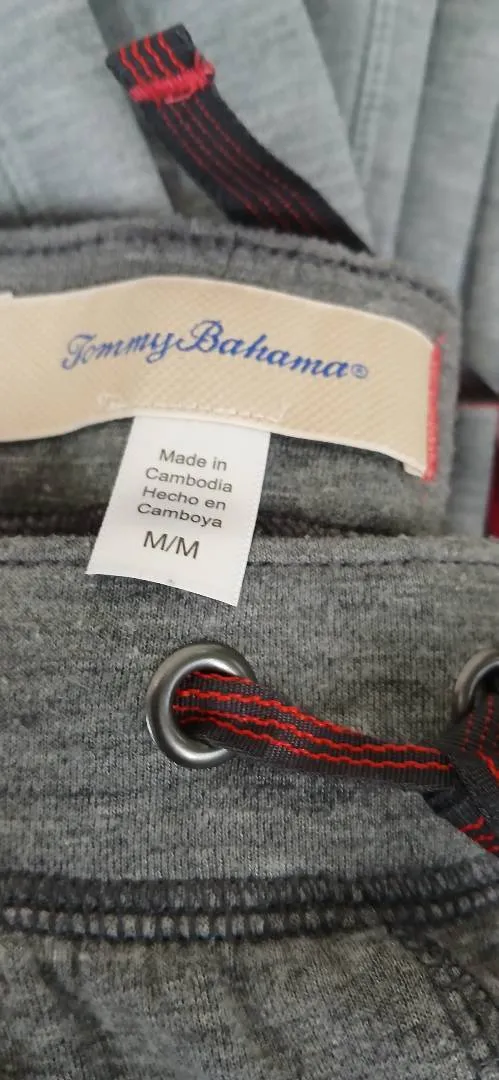 Tommy Bahama®
Made in
Cambodia
Hecho en
Camboya
M/M